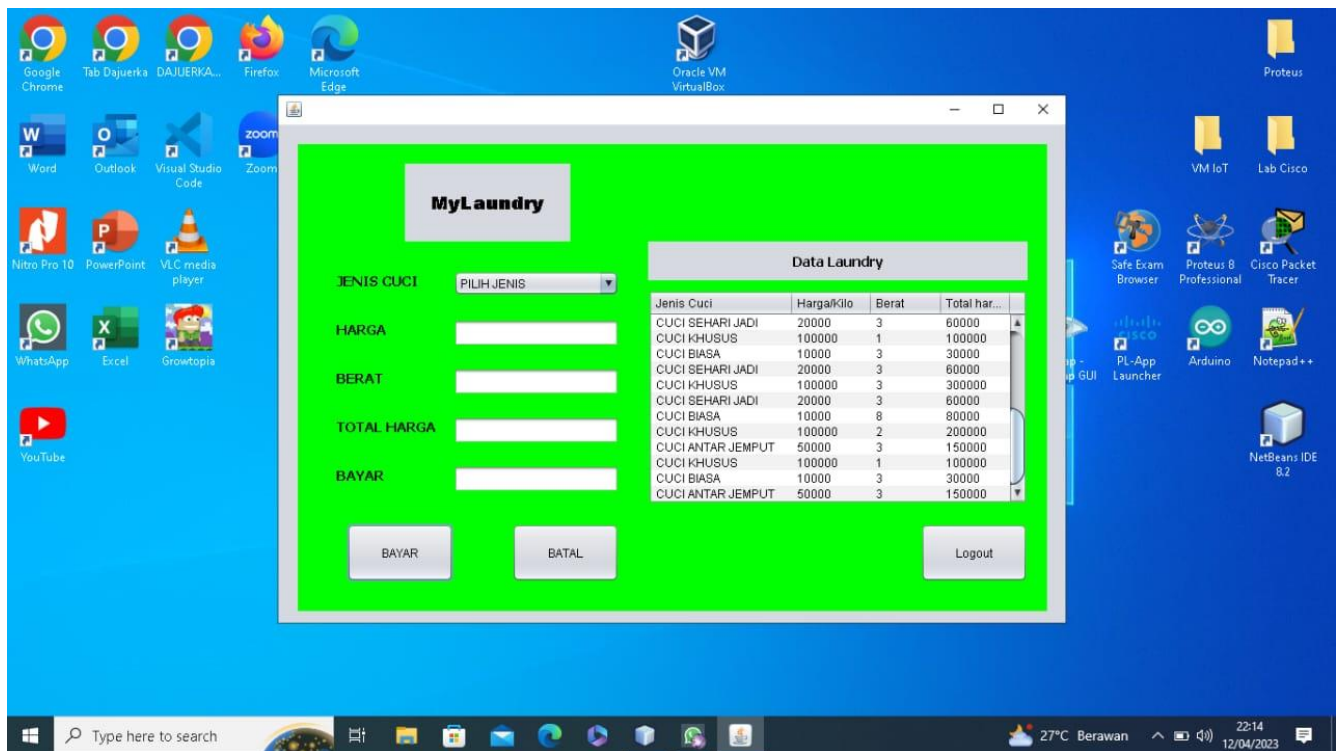 Google
Chrome
Tab Dajuerka
DAJUERKA...
Firefox
Microsoft
Edge
Oracle VM
VirtualBox
Proteus
Word
Outlook
Visual Studio
Code
Zoom
zoom
VM IoT
Lab Cisco
Nitro Pro 10
PowerPoint
VLC media
player
Safe Exam
Browser
Proteus 8
Professional
Cisco Packet
Tracer
WhatsApp
Excel
Growtopia
PL-App
Launcher
Arduino
Notepad++
YouTube
NetBeans IDE
8.2
MyLaundry
JENIS CUCI PILIH JENIS
HARGA
BERAT
TOTAL HARGA
BAYAR
BAYAR BATAL
Data Laundry
Jenis Cuci Harga/Kilo Berat Total har...
CUCI SEHARI JADI 20000 3 60000
CUCI KHUSUS 100000 1 100000
CUCI BIASA 10000 3 30000
CUCI SEHARI JADI 20000 3 60000
CUCI KHUSUS 100000 3 300000
CUCI SEHARI JADI 20000 3 60000
CUCI BIASA 10000 8 80000
CUCI KHUSUS 100000 2 200000
CUCI ANTAR JEMPUT 50000 3 150000
CUCI KHUSUS 100000 1 100000
CUCI BIASA 10000 3 30000
CUCI ANTAR JEMPUT 50000 3 150000
Logout
Type here to search
27°C Berawan
22:14
12/04/2023